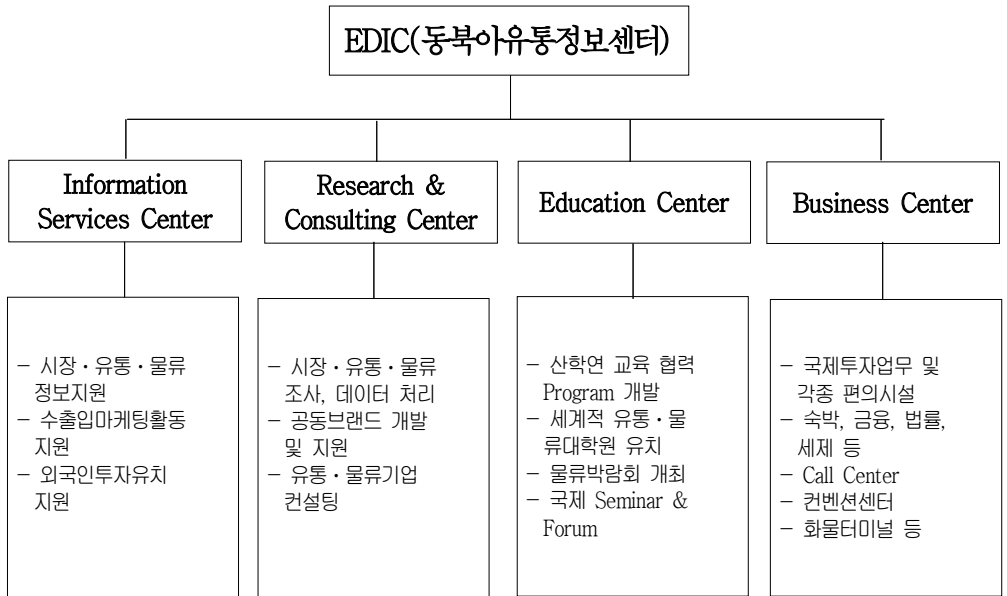 EDIC(동북아유통정보센터)
Information
Services Center
Research &
Consulting Center
Education Center
Business Center
- 시장·유통·물류
정보지원
- 수출입마케팅활동
지원
- 외국인투자유치
지원
- 시장·유통·물류
조사, 데이터 처리
- 공동브랜드 개발
및 지원
- 유통·물류기업
컨설팅
- 산학연 교육 협력
Program 개발
- 세계적 유통·물
류대학원 유치
- 물류박람회 개최
- 국제 Seminar &
Forum
- 국제투자업무 및
각종 편의시설
- 숙박, 금융, 법률,
세제 등
- Call Center
- 컨벤션센터
- 화물터미널 등